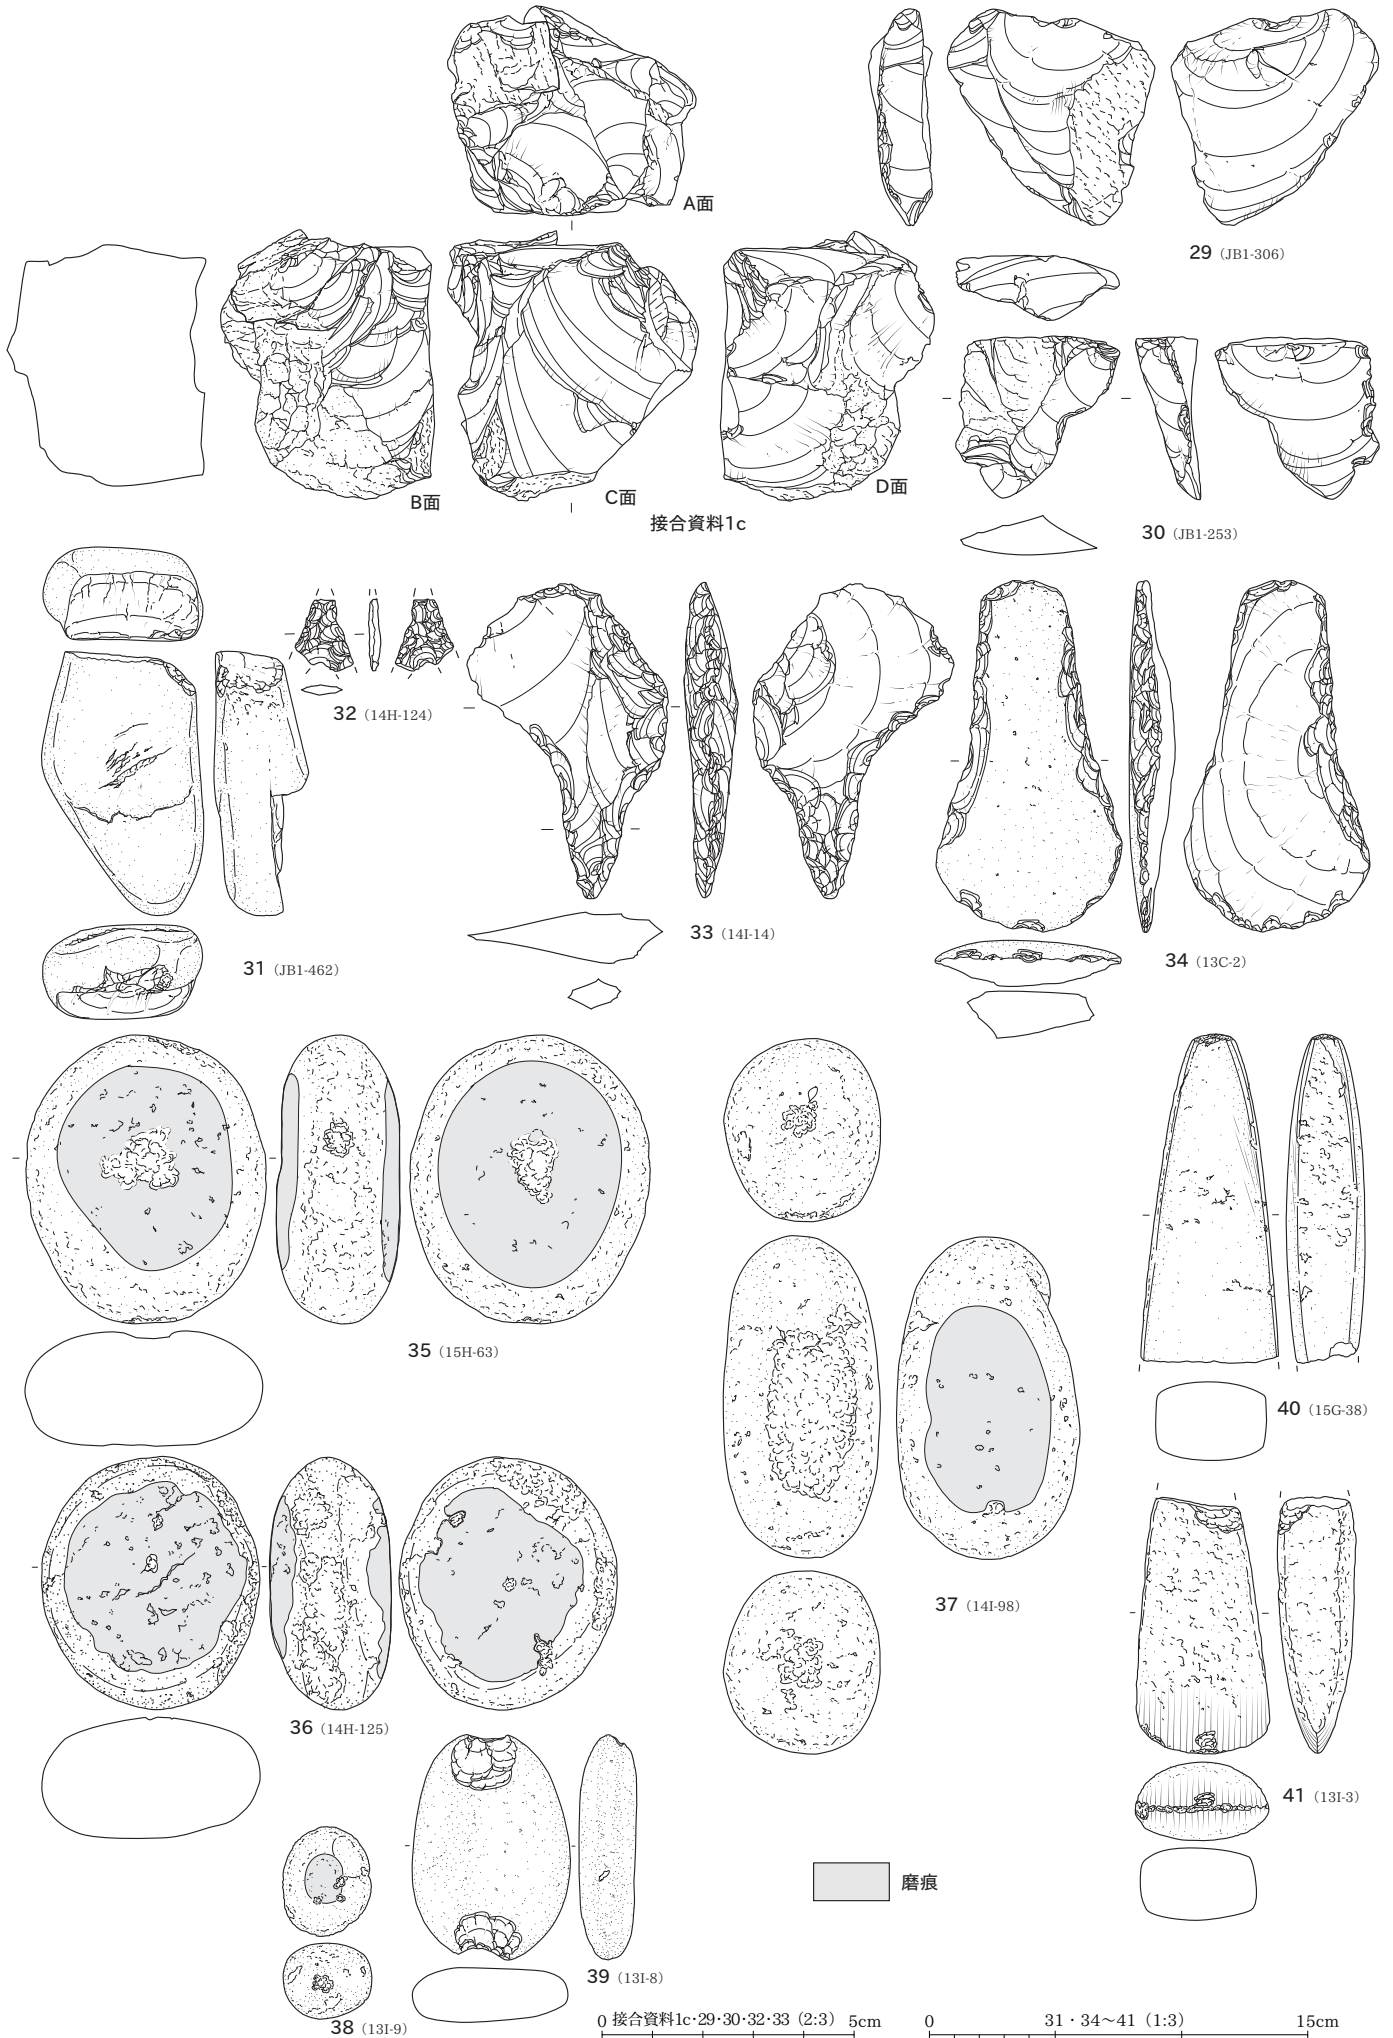 A面
29（JB1-306）
B面
C面
D面
接合資料1c
30（JB1-253）
32（14H-124）
33（14I-14）
31（JB1-462）
34（13C-2）
35（15H-63）
40（15G-38）
37（14I-98）
36（14H-125）
41（13I-3）
磨痕
39（13I-8）
38（13I-9）
0 接合資料1c・29・30・32・33（2:3） 5cm
0 31・34～41（1:3） 15cm